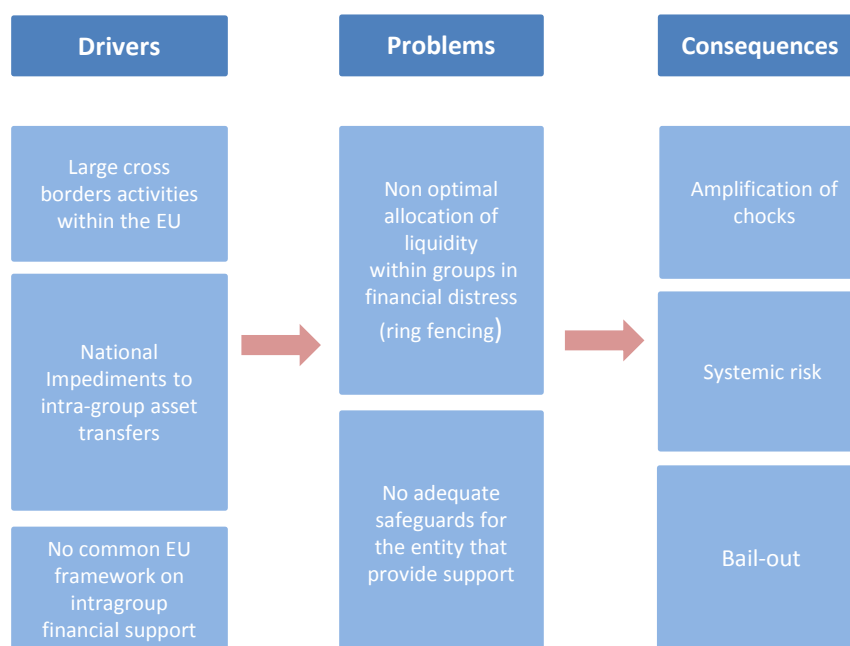 Drivers
Problems
Consequences
Large cross
borders activities
within the EU
National
Impediments to
intra-group asset
transfers
No common EU
framework on
intragroup
financial support
Non optimal
allocation of
liquidity
within groups in
financial distress
(ring fencing)
No adequate
safeguards for
the entity that
provide support
Amplification of
chocks
Systemic risk
Bail-out